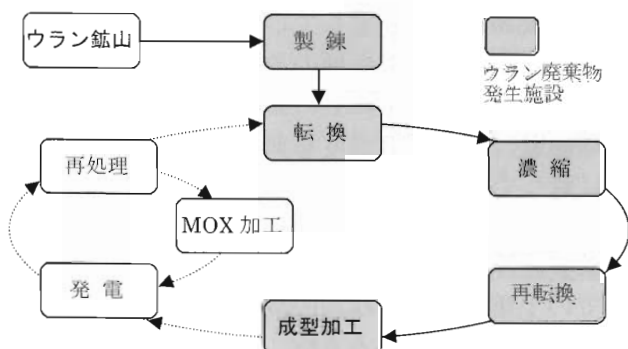 ウラン鉱山
製錬
ウラン廃棄物
発生施設
転換
再処理
濃縮
MOX 加工
発電
再転換
成型加工